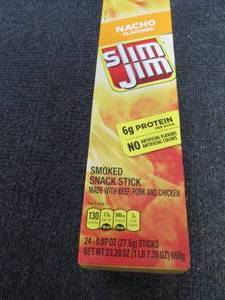 NACHO
FLAVORED
Slim
Jim
6g PROTEIN
PER STICK
NO ARTIFICIAL FLAVORS
ARTIFICIAL COLORS
SMOKED
SNACK STICK
MADE WITH BEEF, PORK AND CHICKEN
130
24 - 0.97 OZ (27.5g) STICKS
NET WT 23.28 OZ (1 LB 7.28 OZ) 660g